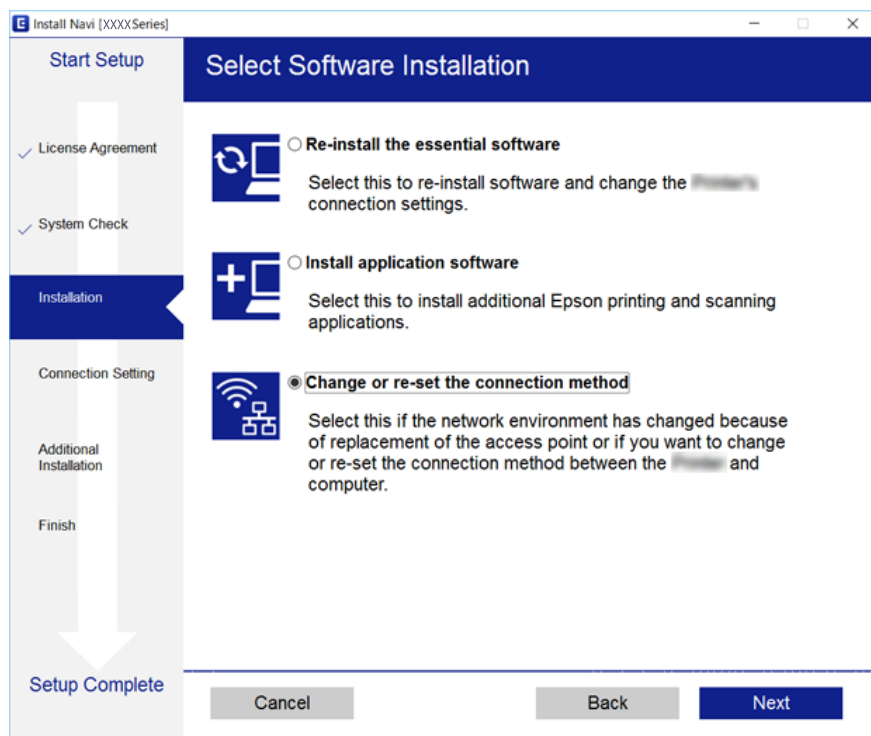 E Install Navi [XXXX Series]
Start Setup
Select Software Installation
License Agreement
System Check
Installation
Connection Setting
Additional
Installation
Finish
Setup Complete
Re-install the essential software
Select this to re-install software and change the
connection settings.
Install application software
Select this to install additional Epson printing and scanning
applications.
Change or re-set the connection method
Select this if the network environment has changed because
of replacement of the access point or if you want to change
or re-set the connection method between the and
computer.
Cancel
Back
Next